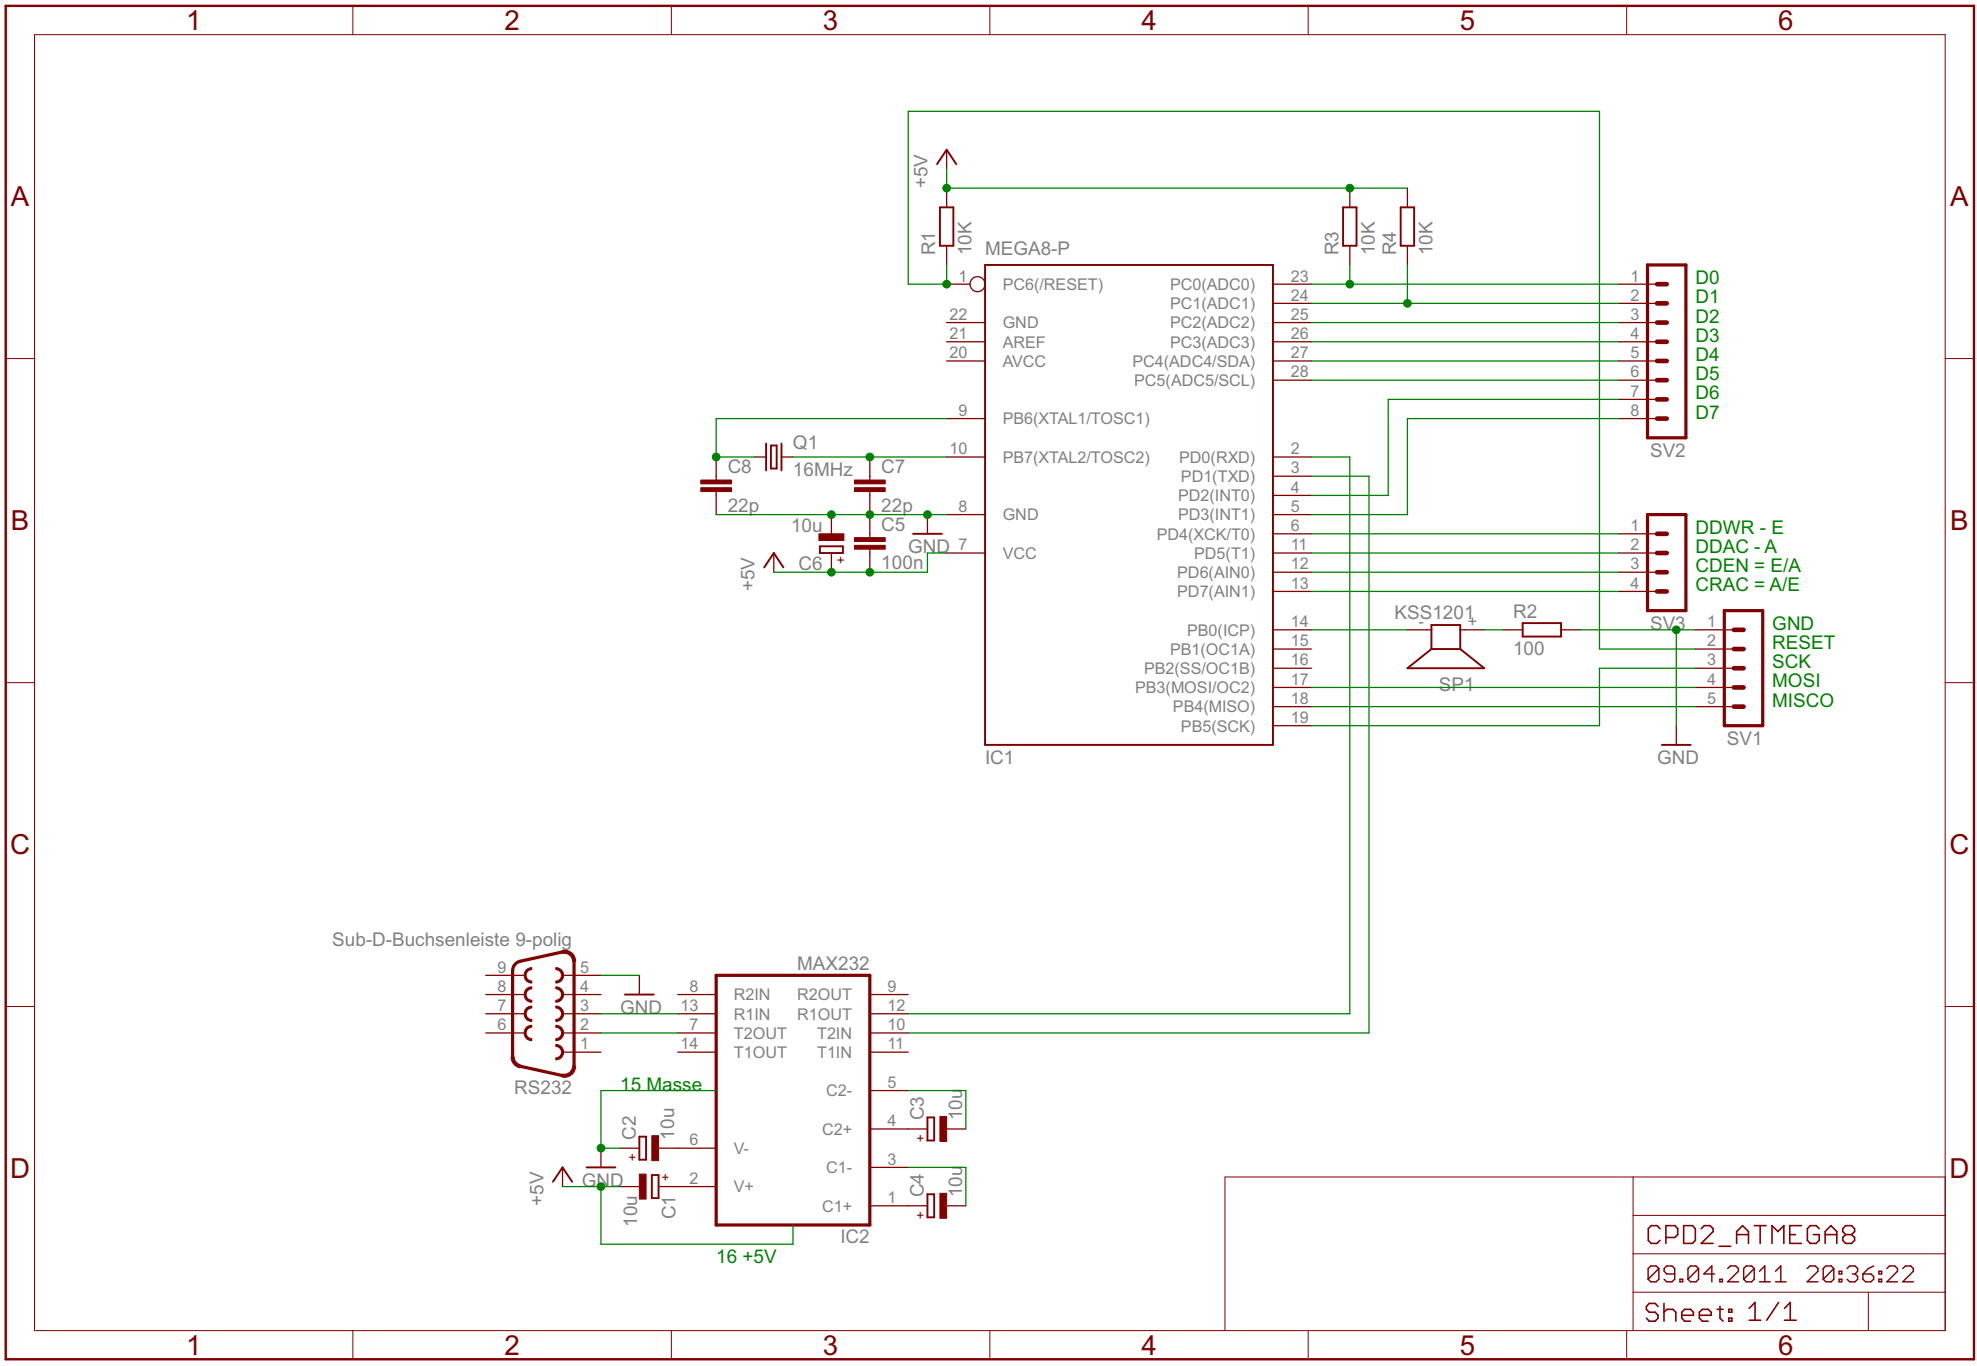 1 2 3 4 5 6
A A
+5V
R1 10K
R3 10K
R4 10K
MEGA8-P
1 PC6(/RESET) PC0(ADC0) 23 1 D0
PC1(ADC1) 24 2 D1
22 GND PC2(ADC2) 25 3 D2
21 AREF PC3(ADC3) 26 4 D3
20 AVCC PC4(ADC4/SDA) 27 5 D4
PC5(ADC5/SCL) 28 6 D5
7 D6
9 PB6(XTAL1/TOSC1) 8 D7
SV2
Q1
16MHz
10 PB7(XTAL2/TOSC2) PD0(RXD) 2
C8 22p
C7 22p
PD1(TXD) 3
PD2(INT0) 4
8 GND PD3(INT1) 5
B B
10u C6
C5 100n
GND
+5V
PD4(XCK/T0) 6 1 DDWR - E
7 VCC PD5(T1) 11 2 DDAC - A
PD6(AIN0) 12 3 CDEN = E/A
PD7(AIN1) 13 4 CRAC = A/E
SV3
KSS1201
- +
SP1
R2
100
PB0(ICP) 14 1 GND
PB1(OC1A) 15 2 RESET
PB2(SS/OC1B) 16 3 SCK
PB3(MOSI/OC2) 17 4 MOSI
PB4(MISO) 18 5 MISCO
PB5(SCK) 19
SV1
IC1
GND
C C
Sub-D-Buchsenleiste 9-polig
9 5
8 4
7 3
6 2
1
RS232
GND
MAX232
8 R2IN R2OUT 9
13 R1IN R1OUT 12
7 T2OUT T2IN 10
14 T1OUT T1IN 11
15 Masse
C2- 5
C2+ 4
6 V-
C1- 3
2 V+
C1+ 1
C2 10u +
C3 10u +
C4 10u +
C1 10u +
+5V
GND
IC2
16 +5V
D D
CPD2_ATMEGA8
09.04.2011 20:36:22
Sheet: 1/1
1 2 3 4 5 6